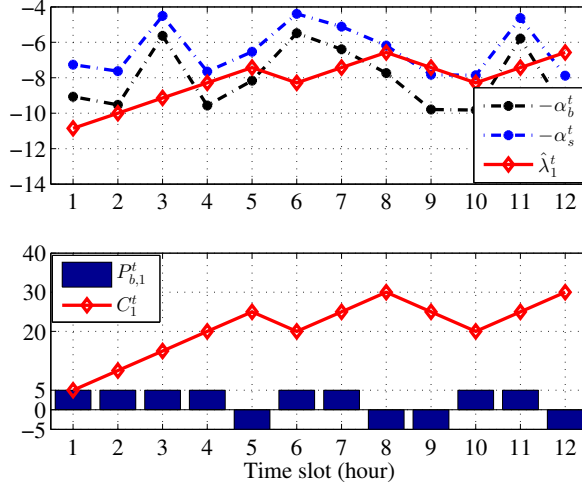 −4
−6
−8
−10
−12
−14
−α_b^t
−α_s^t
λ̂_1^t
1 2 3 4 5 6 7 8 9 10 11 12
40
30
20
5
0
−5
P_{b,1}^t
C_1^t
1 2 3 4 5 6 7 8 9 10 11 12
Time slot (hour)